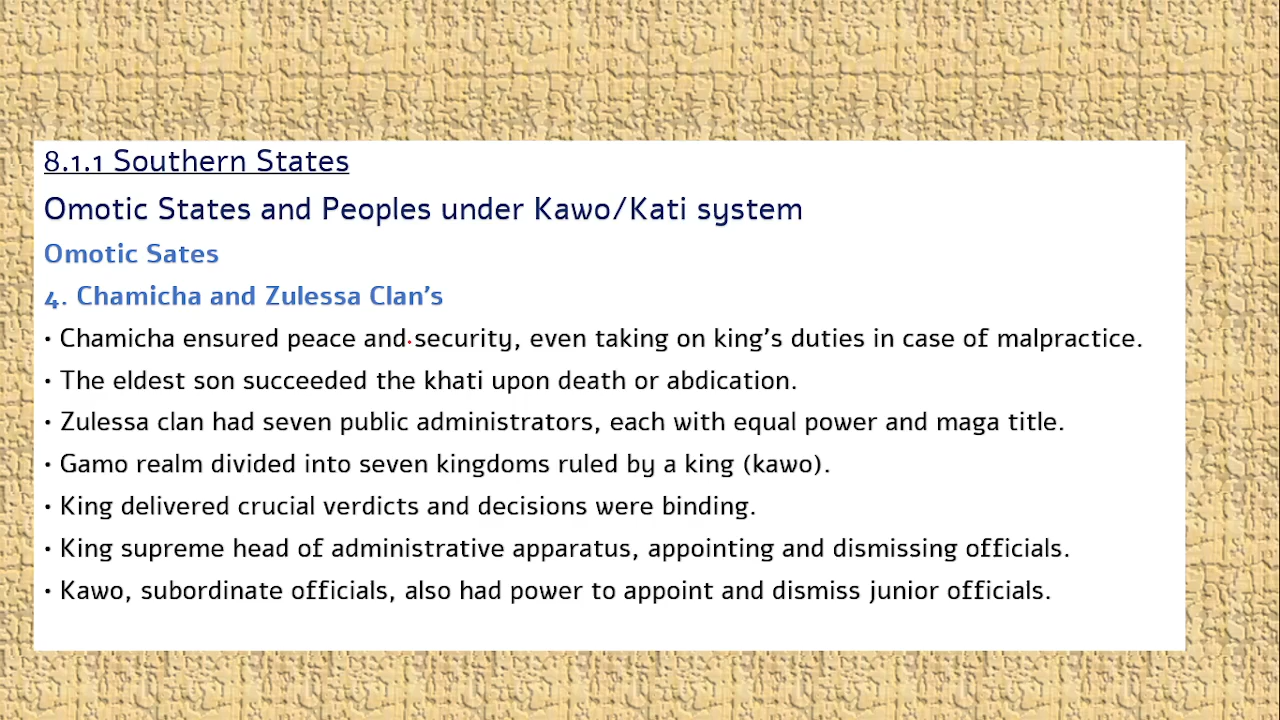 8.1.1 Southern States
Omotic States and Peoples under Kawo/Kati system
Omotic Sates
4. Chamicha and Zulessa Clan’s
• Chamicha ensured peace and security, even taking on king’s duties in case of malpractice.
• The eldest son succeeded the khati upon death or abdication.
• Zulessa clan had seven public administrators, each with equal power and maga title.
• Gamo realm divided into seven kingdoms ruled by a king (kawo).
• King delivered crucial verdicts and decisions were binding.
• King supreme head of administrative apparatus, appointing and dismissing officials.
• Kawo, subordinate officials, also had power to appoint and dismiss junior officials.